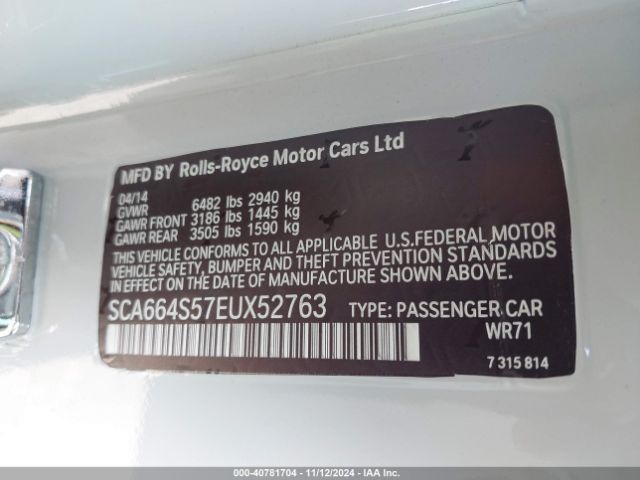 MFD BY Rolls-Royce Motor Cars Ltd
04/14
GVWR 6482 lbs 2940 kg
GAWR FRONT 3186 lbs 1445 kg
GAWR REAR 3505 lbs 1590 kg
THIS VEHICLE CONFORMS TO ALL APPLICABLE U.S.FEDERAL MOTOR
VEHICLE SAFETY, BUMPER AND THEFT PREVENTION STANDARDS
IN EFFECT ON THE DATE OF MANUFACTURE SHOWN ABOVE.
SCA664S57EUX52763 TYPE: PASSENGER CAR
WR71
7 315 814
000-40781704 - 11/12/2024 - IAA Inc.